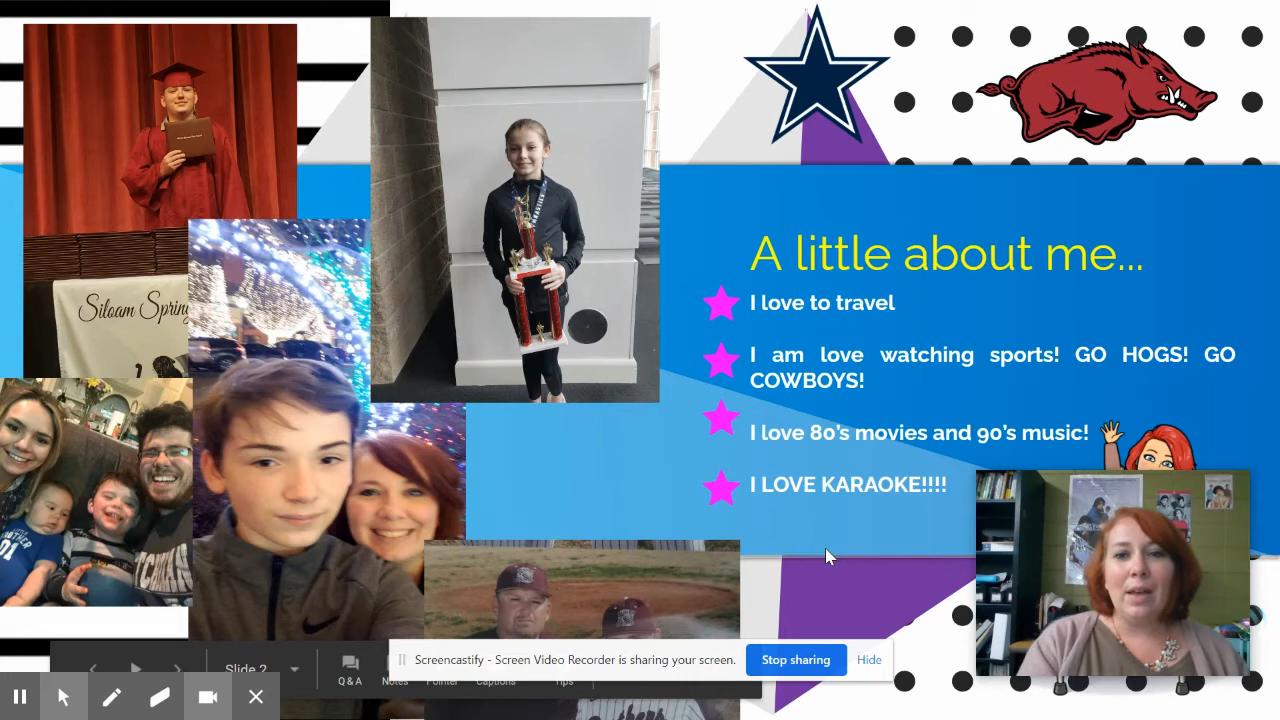 A little about me...
I love to travel
I am love watching sports! GO HOGS! GO
COWBOYS!
I love 80's movies and 90's music!
I LOVE KARAOKE!!!!
Siloam Spring
BROTHER
01
Slide 2
Q & A
Notes
Pointer
Captions
Tips
Screencastify - Screen Video Recorder is sharing your screen.
Stop sharing
Hide